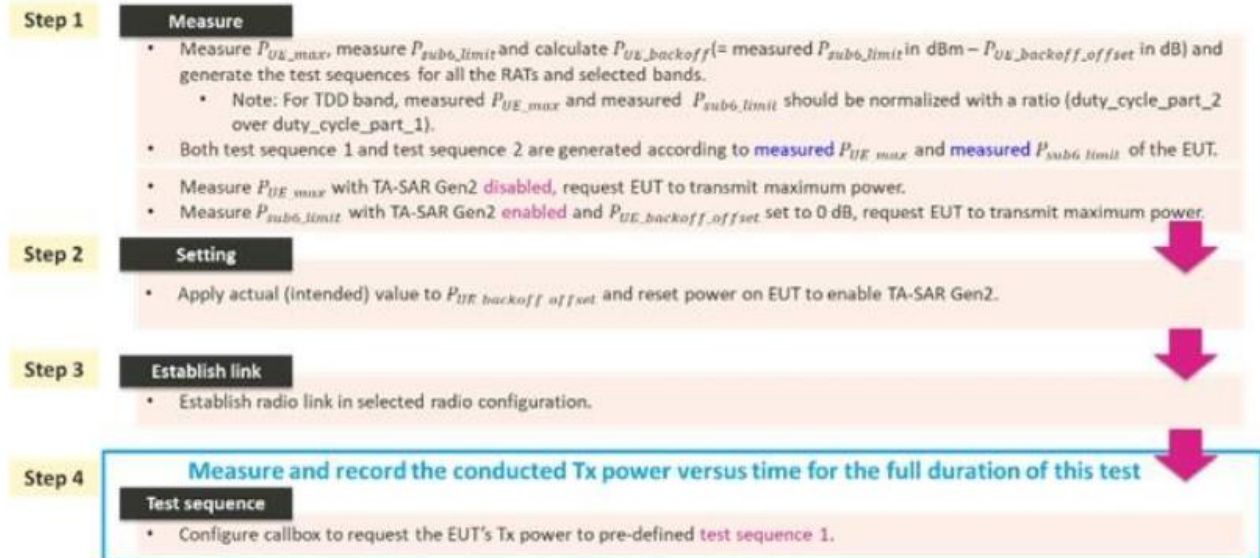 Step 1
Measure
• Measure P_UE_max, measure P_sub6_limit and calculate P_UE_backoff(= measured P_sub6_limit in dBm – P_UE_backoff_offset in dB) and
generate the test sequences for all the RATs and selected bands.
• Note: For TDD band, measured P_UE_max and measured P_sub6_limit should be normalized with a ratio (duty_cycle_part_2
over duty_cycle_part_1).
• Both test sequence 1 and test sequence 2 are generated according to measured P_UE_max and measured P_sub6_limit of the EUT.
• Measure P_UE_max with TA-SAR Gen2 disabled, request EUT to transmit maximum power.
• Measure P_sub6_limit with TA-SAR Gen2 enabled and P_UE_backoff_offset set to 0 dB, request EUT to transmit maximum power.
Step 2
Setting
• Apply actual (intended) value to P_UE_backoff_offset and reset power on EUT to enable TA-SAR Gen2.
Step 3
Establish link
• Establish radio link in selected radio configuration.
Step 4
Measure and record the conducted Tx power versus time for the full duration of this test
Test sequence
• Configure callbox to request the EUT's Tx power to pre-defined test sequence 1.